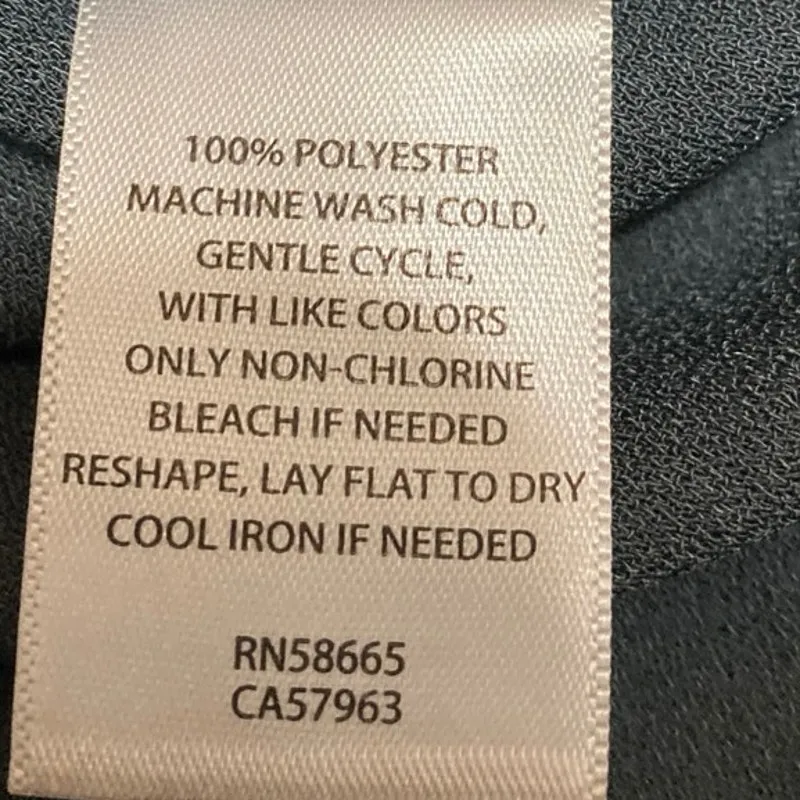 100% POLYESTER
MACHINE WASH COLD,
GENTLE CYCLE,
WITH LIKE COLORS
ONLY NON-CHLORINE
BLEACH IF NEEDED
RESHAPE, LAY FLAT TO DRY
COOL IRON IF NEEDED
RN58665
CA57963